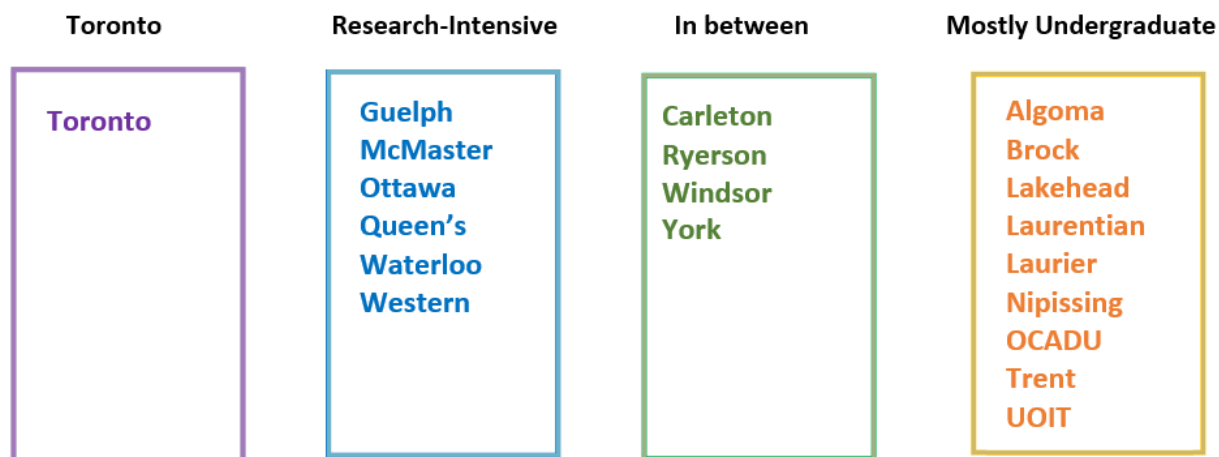 Toronto
Research-Intensive
In between
Mostly Undergraduate
Toronto
Guelph
McMaster
Ottawa
Queen’s
Waterloo
Western
Carleton
Ryerson
Windsor
York
Algoma
Brock
Lakehead
Laurentian
Laurier
Nipissing
OCADU
Trent
UOIT